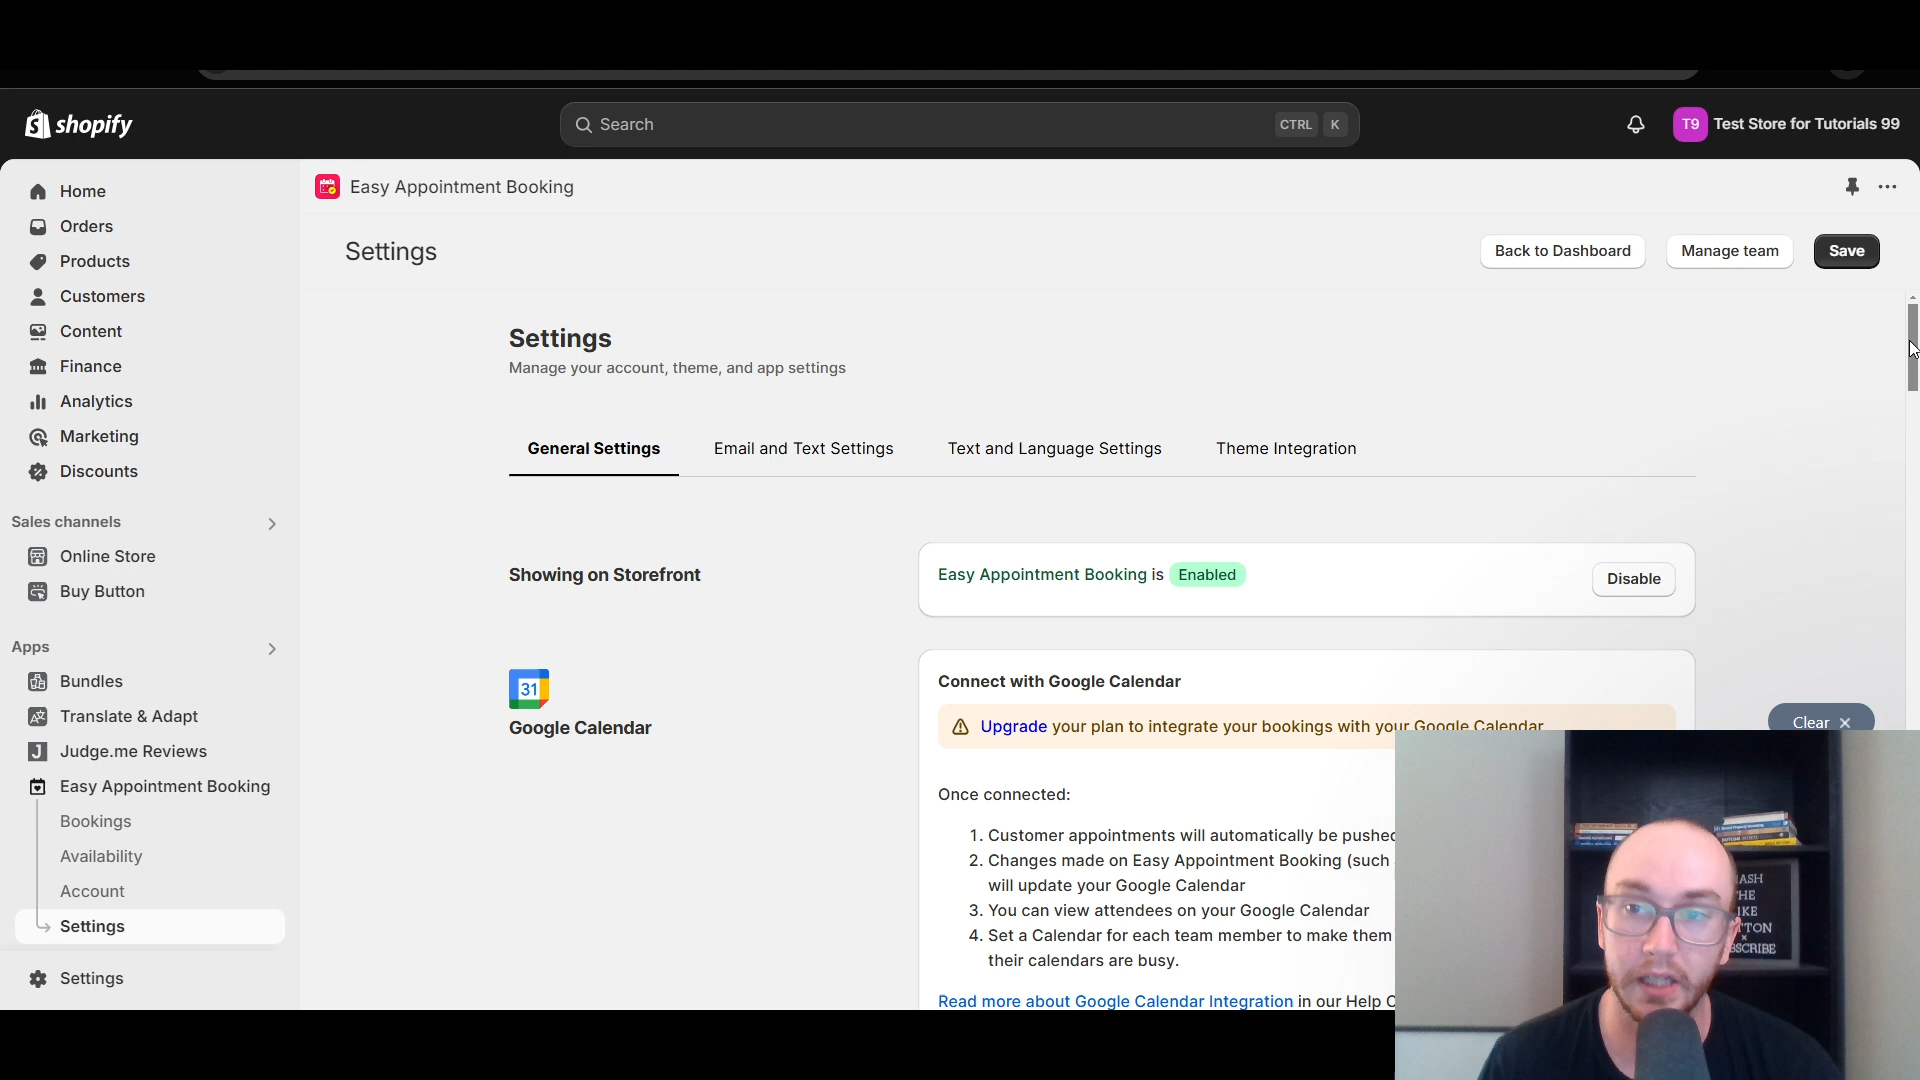 shopify
Search
CTRL K
T9
Test Store for Tutorials 99
Home
Orders
Products
Customers
Content
Finance
Analytics
Marketing
Discounts
Sales channels
Online Store
Buy Button
Apps
Bundles
Translate & Adapt
Judge.me Reviews
Easy Appointment Booking
Bookings
Availability
Account
Settings
Settings
Easy Appointment Booking
Settings
Back to Dashboard
Manage team
Save
Settings
Manage your account, theme, and app settings
General Settings
Email and Text Settings
Text and Language Settings
Theme Integration
Showing on Storefront
Easy Appointment Booking is Enabled
Disable
31
Google Calendar
Connect with Google Calendar
Upgrade your plan to integrate your bookings with your Google Calendar
Clear
Once connected:
1. Customer appointments will automatically be pushed
2. Changes made on Easy Appointment Booking (such
will update your Google Calendar
3. You can view attendees on your Google Calendar
4. Set a Calendar for each team member to make them
their calendars are busy.
Read more about Google Calendar Integration in our Help